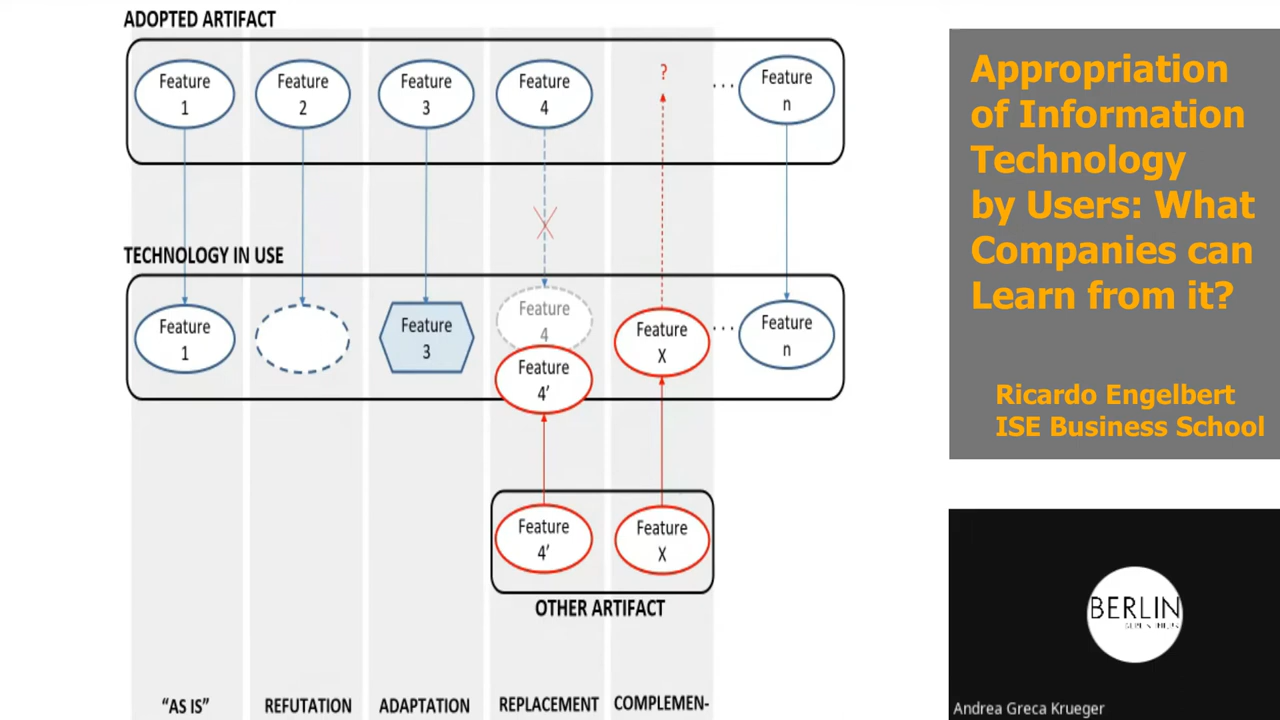 ADOPTED ARTIFACT
Feature
1
Feature
2
Feature
3
Feature
4
?
...
Feature
n
TECHNOLOGY IN USE
Feature
1
Feature
3
Feature
4
Feature
4'
Feature
X
...
Feature
n
Feature
4'
Feature
X
OTHER ARTIFACT
"AS IS"
REFUTATION
ADAPTATION
REPLACEMENT
COMPLEMEN-
Appropriation
of Information
Technology
by Users: What
Companies can
Learn from it?
Ricardo Engelbert
ISE Business School
BERLIN
Andrea Greca Krueger